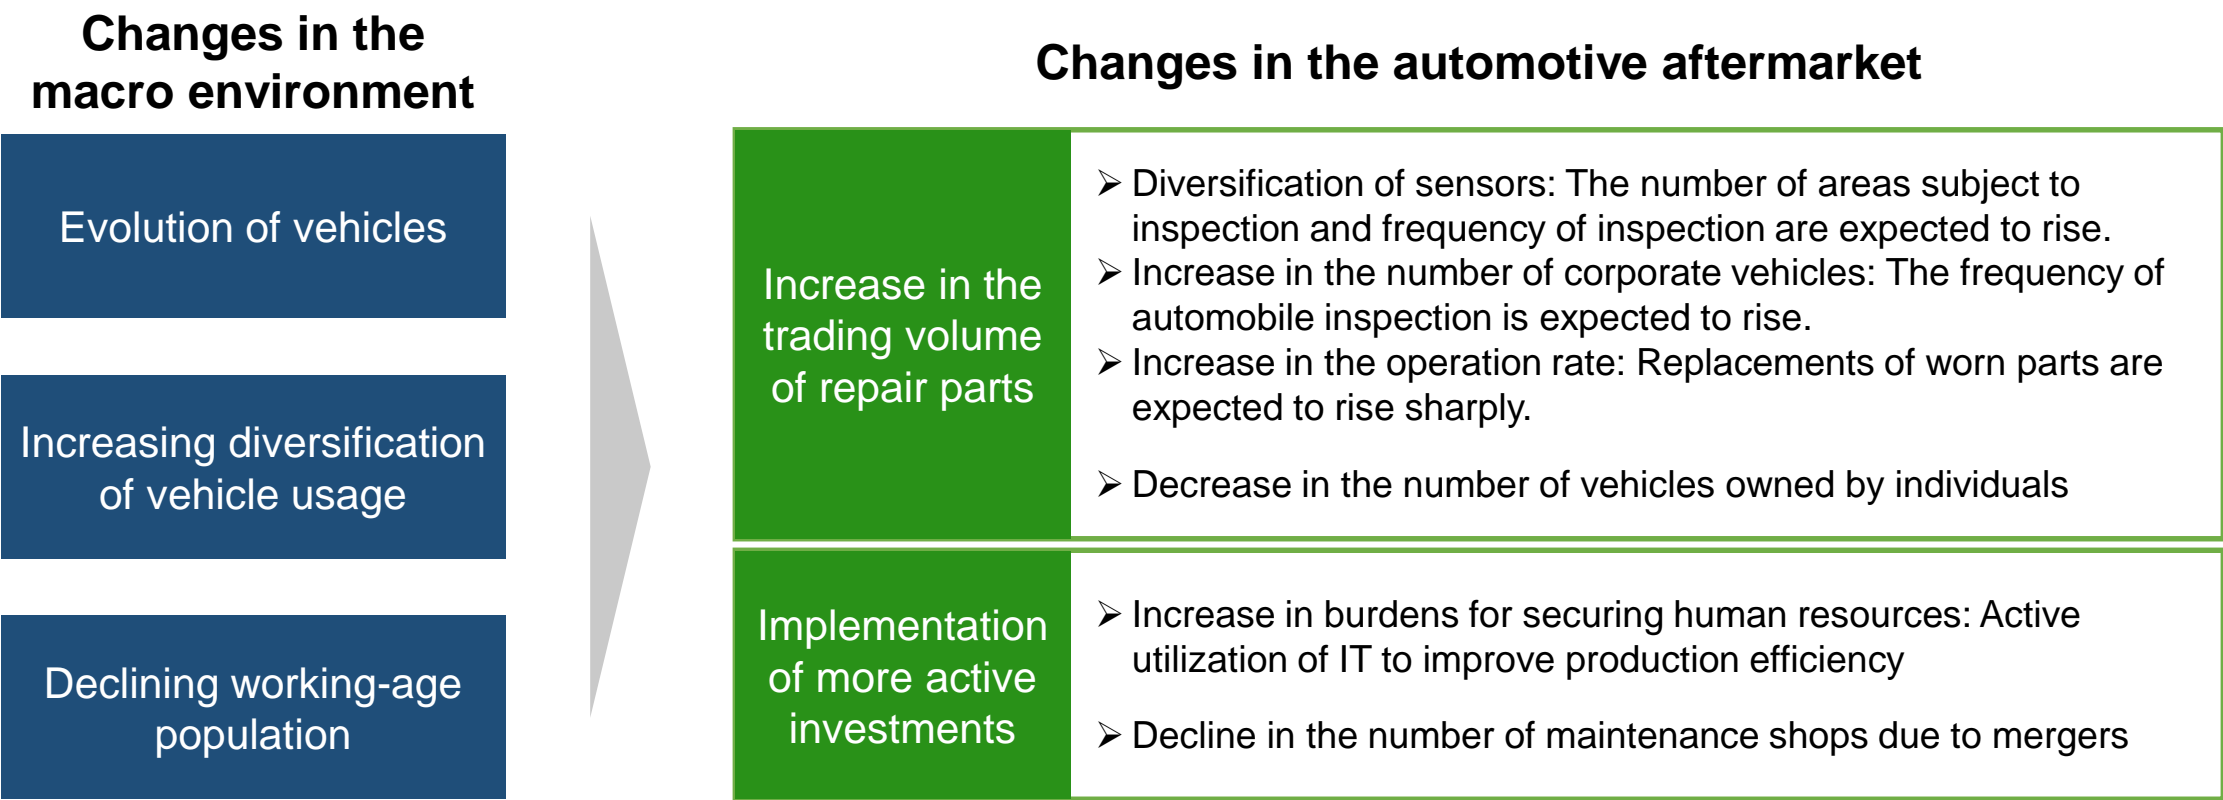 Changes in the
macro environment
Evolution of vehicles
Increasing diversification
of vehicle usage
Declining working-age
population
Changes in the automotive aftermarket
Increase in the
trading volume
of repair parts
➢ Diversification of sensors: The number of areas subject to
inspection and frequency of inspection are expected to rise.
➢ Increase in the number of corporate vehicles: The frequency of
automobile inspection is expected to rise.
➢ Increase in the operation rate: Replacements of worn parts are
expected to rise sharply.
➢ Decrease in the number of vehicles owned by individuals
Implementation
of more active
investments
➢ Increase in burdens for securing human resources: Active
utilization of IT to improve production efficiency
➢ Decline in the number of maintenance shops due to mergers